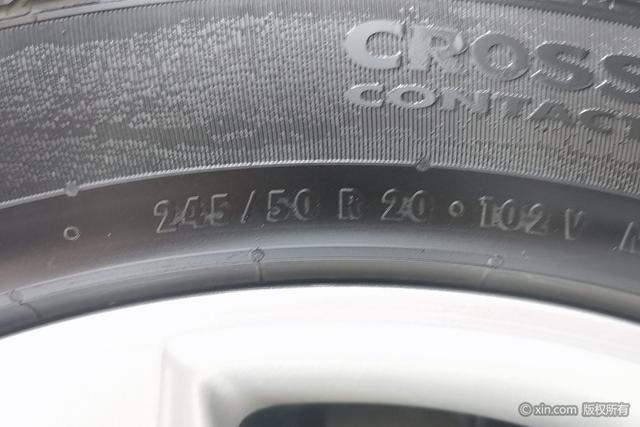 CROSS
CONTAC
245/50 R 20 • 102 V
© xin.com 版权所有